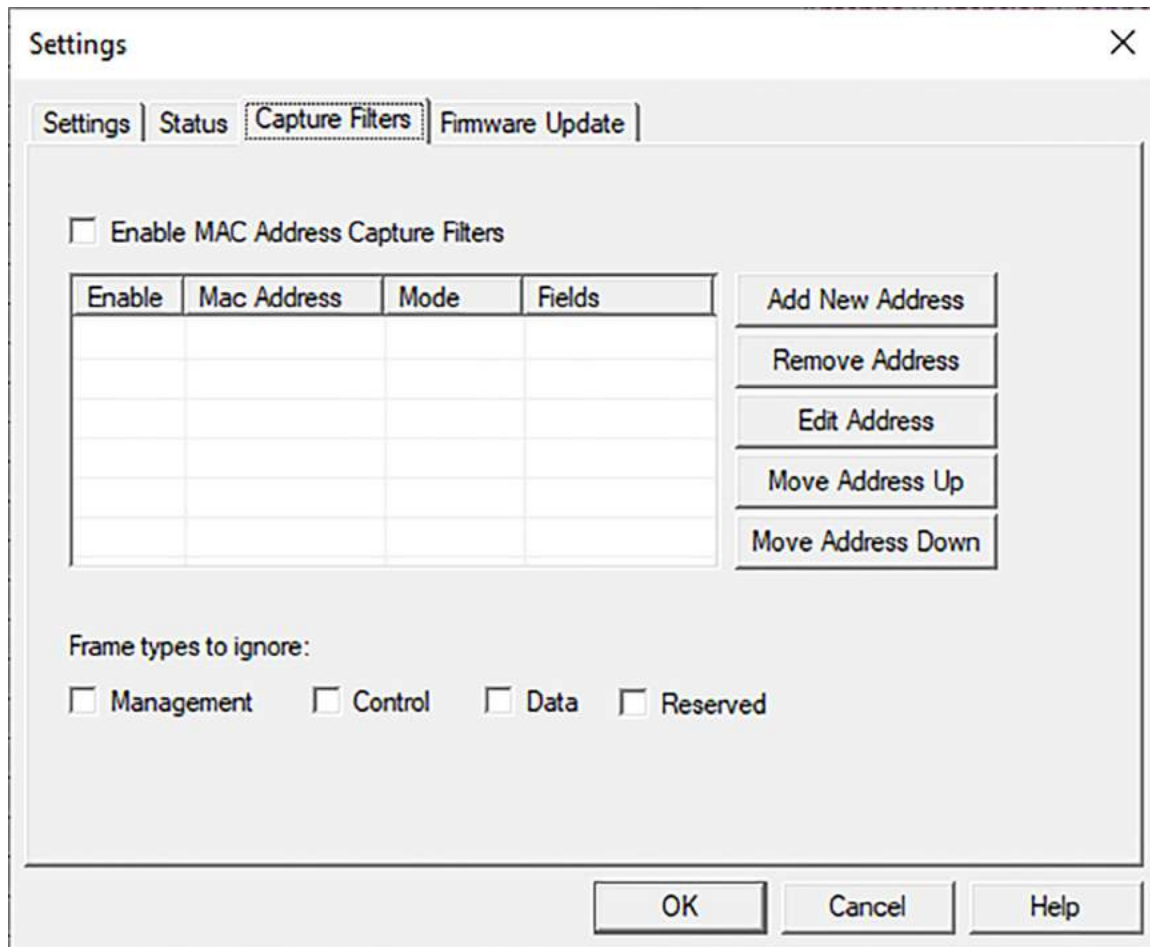 Settings
Settings Status Capture Filters Firmware Update
Enable MAC Address Capture Filters
Enable Mac Address Mode Fields
Add New Address
Remove Address
Edit Address
Move Address Up
Move Address Down
Frame types to ignore:
Management Control Data Reserved
OK Cancel Help